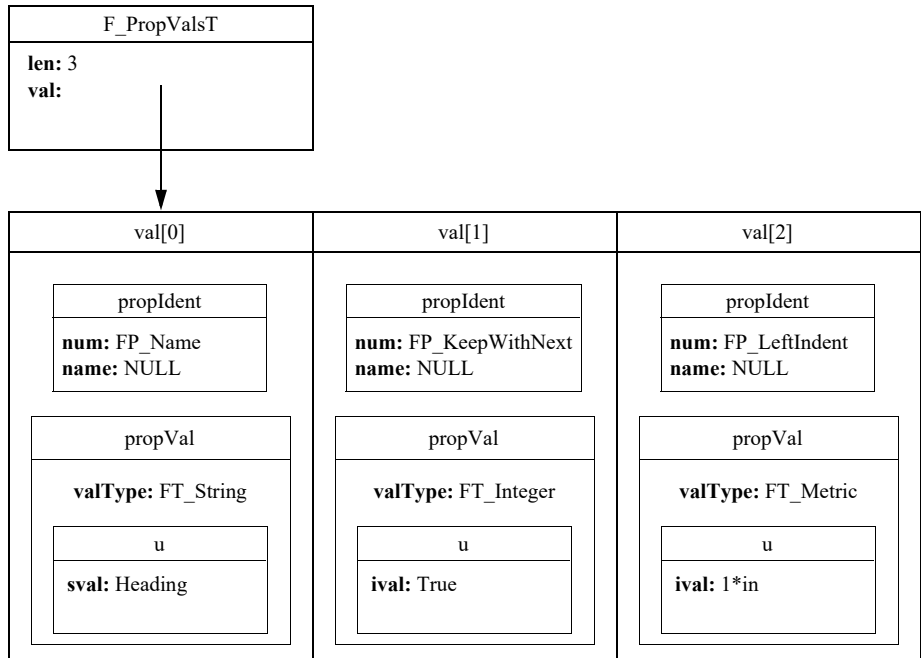 F_PropValsT
len: 3
val:
val[0]
val[1]
val[2]
propIdent
num: FP_Name
name: NULL
propIdent
num: FP_KeepWithNext
name: NULL
propIdent
num: FP_LeftIndent
name: NULL
propVal
valType: FT_String
u
sval: Heading
propVal
valType: FT_Integer
u
ival: True
propVal
valType: FT_Metric
u
ival: 1*in